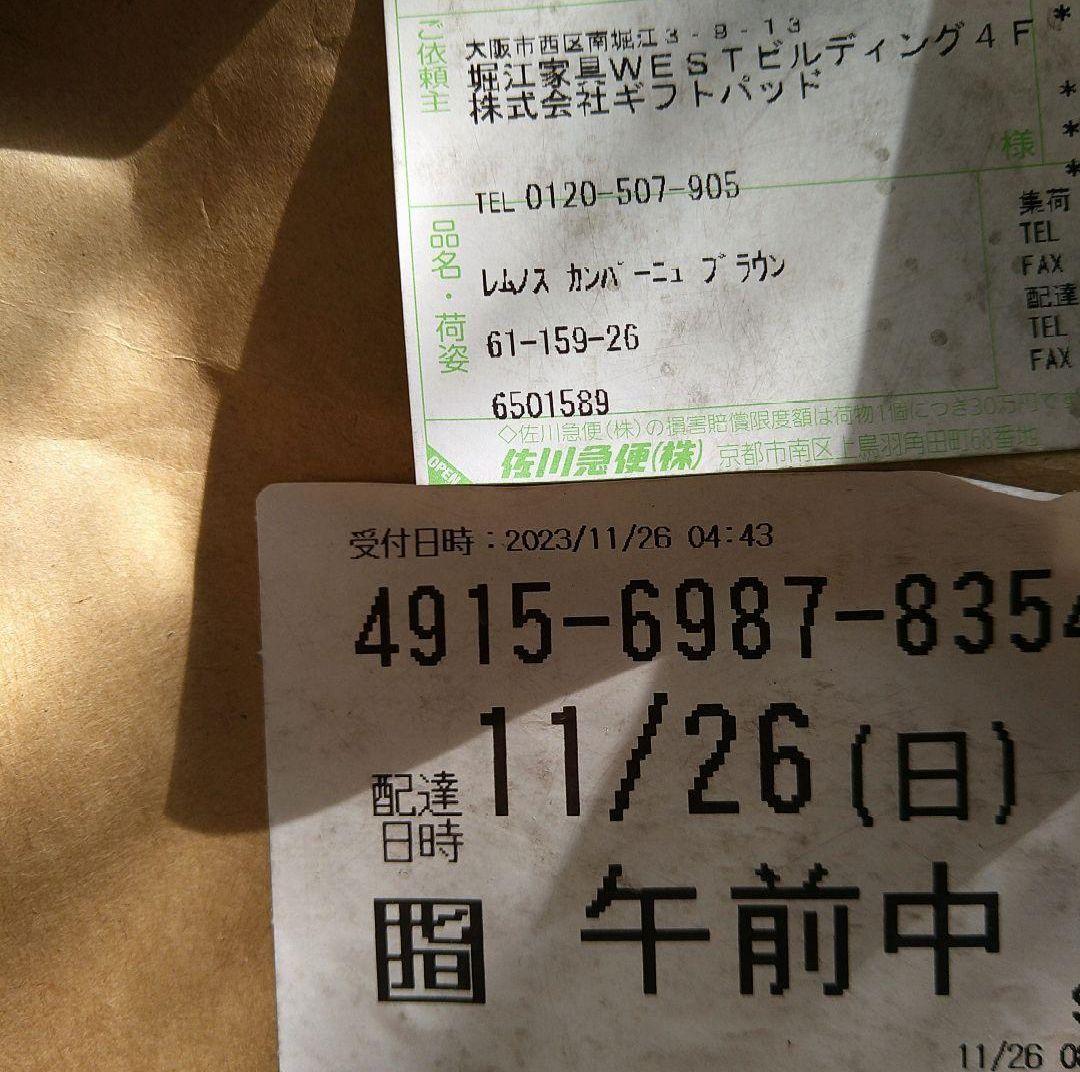 ご依頼主
大阪市西区南堀江3-9-13
堀江家具WESTビルディング4F
株式会社ギフトパッド
様
TEL 0120-507-905
品名・荷姿
レムノス カンパーニュ ブラウン
61-159-26
6501589
集荷
TEL
FAX
配達
TEL
FAX
◇佐川急便(株)の損害賠償限度額は荷物1個につき30万円です
OPEN
佐川急便(株) 京都市南区上鳥羽角田町68番地
受付日時:2023/11/26 04:43
4915-6987-8354
配達日時
11/26(日)
指 午前中
11/26